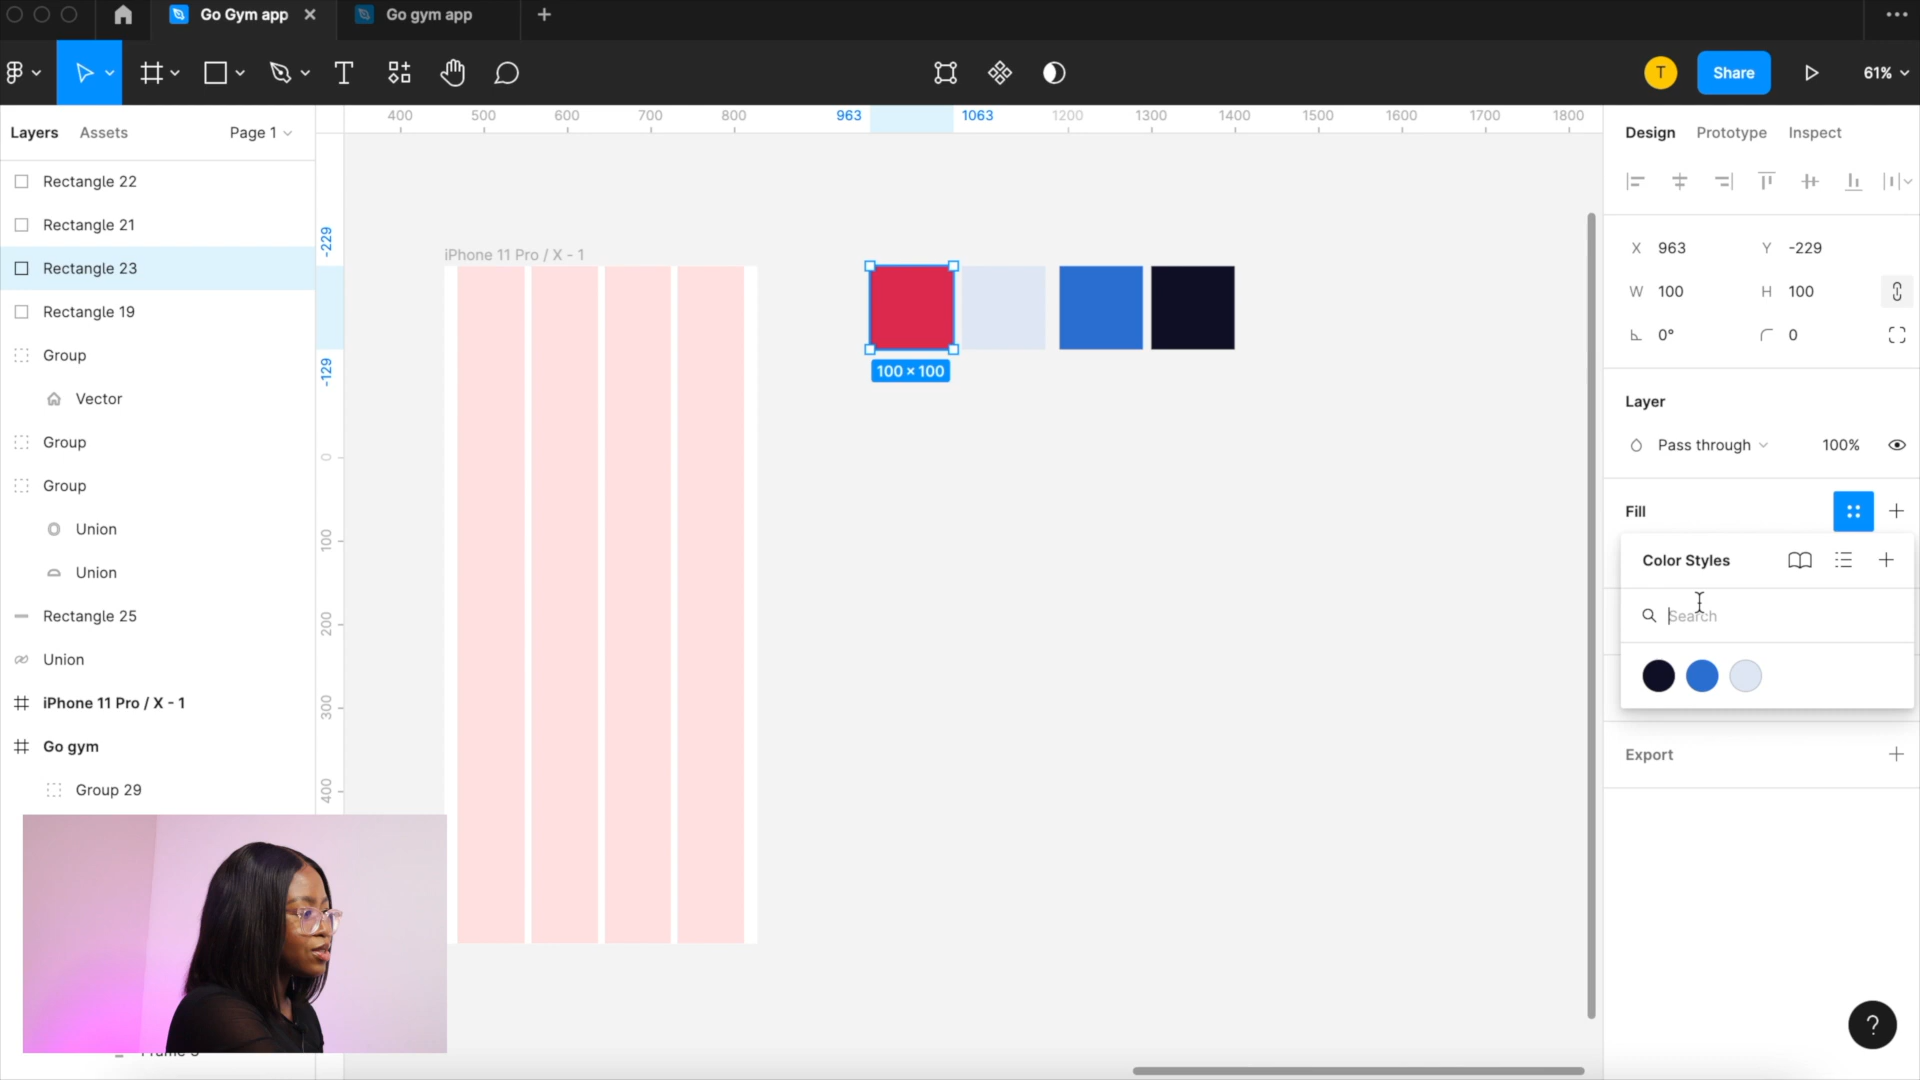 Go Gym app
Go gym app
T
Share
61%
Layers
Assets
Page 1
400
500
600
700
800
963
1063
1200
1300
1400
1500
1600
1700
1800
Design
Prototype
Inspect
Rectangle 22
Rectangle 21
Rectangle 23
Rectangle 19
Group
Vector
Group
Group
Union
Union
Rectangle 25
Union
iPhone 11 Pro / X - 1
Go gym
Group 29
-229
-129
0
100
200
300
400
iPhone 11 Pro / X - 1
100 × 100
X 963
Y -229
W 100
H 100
0°
0
Layer
Pass through
100%
Fill
Color Styles
Search
Export
?